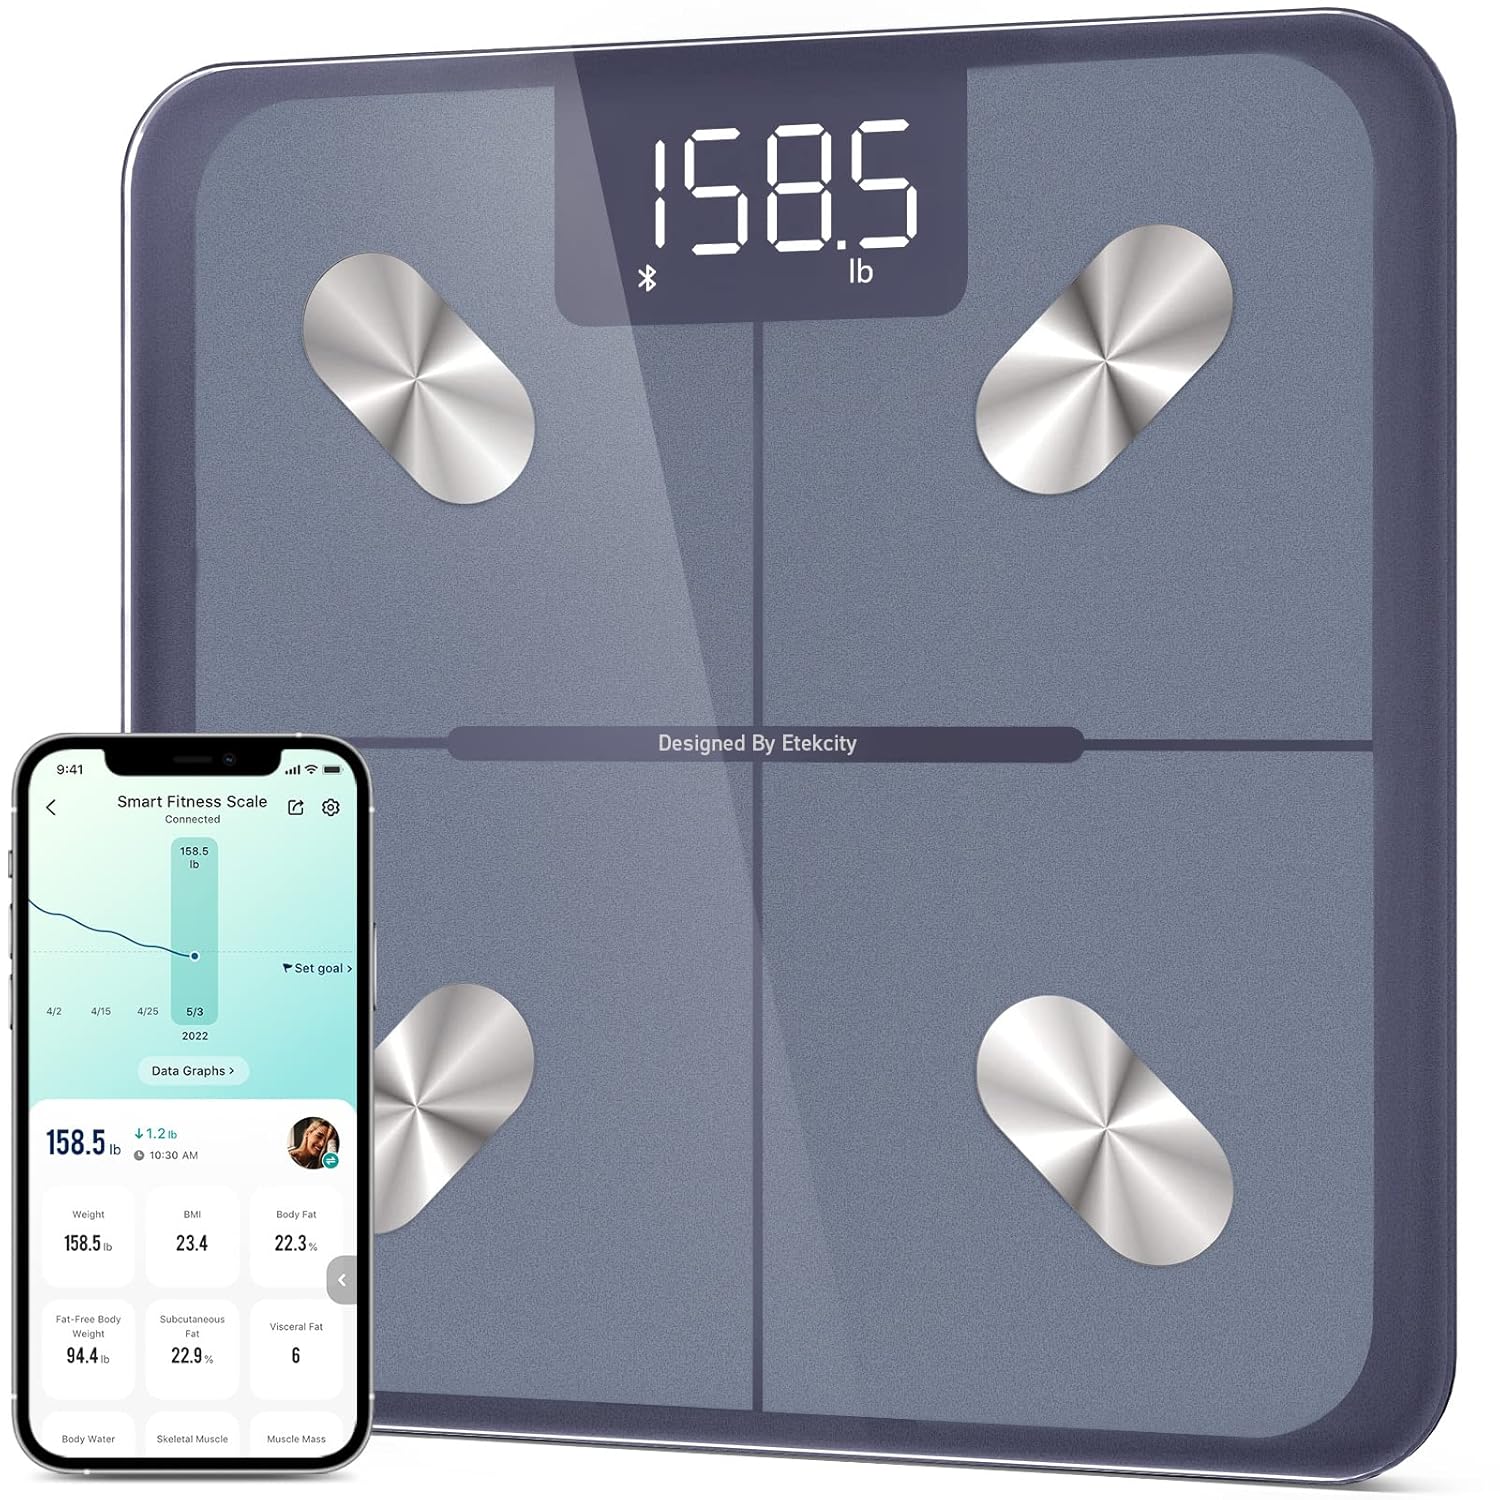 158.5
lb
Designed By Etekcity
9:41
Smart Fitness Scale
Connected
158.5
lb
Set goal >
4/2 4/15 4/25 5/3
2022
Data Graphs >
158.5 lb
↓1.2 lb
10:30 AM
Weight
158.5 lb
BMI
23.4
Body Fat
22.3 %
Fat-Free Body
Weight
94.4 lb
Subcutaneous
Fat
22.9 %
Visceral Fat
6
Body Water
Skeletal Muscle
Muscle Mass